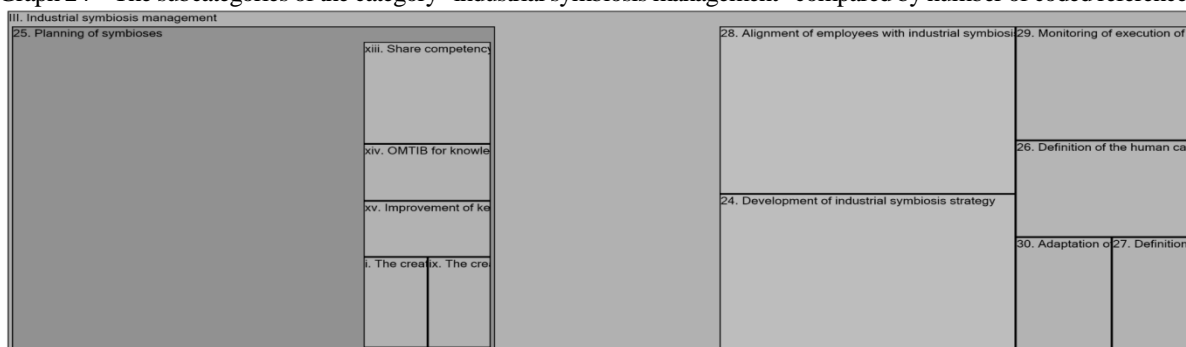 III. Industrial symbiosis management
25. Planning of symbioses
xiii. Share competency
xiv. OMTIB for knowle
xv. Improvement of ke
i. The creat
ix. The cre
28. Alignment of employees with industrial symbiosi
24. Development of industrial symbiosis strategy
29. Monitoring of execution of
26. Definition of the human ca
30. Adaptation o
27. Definition